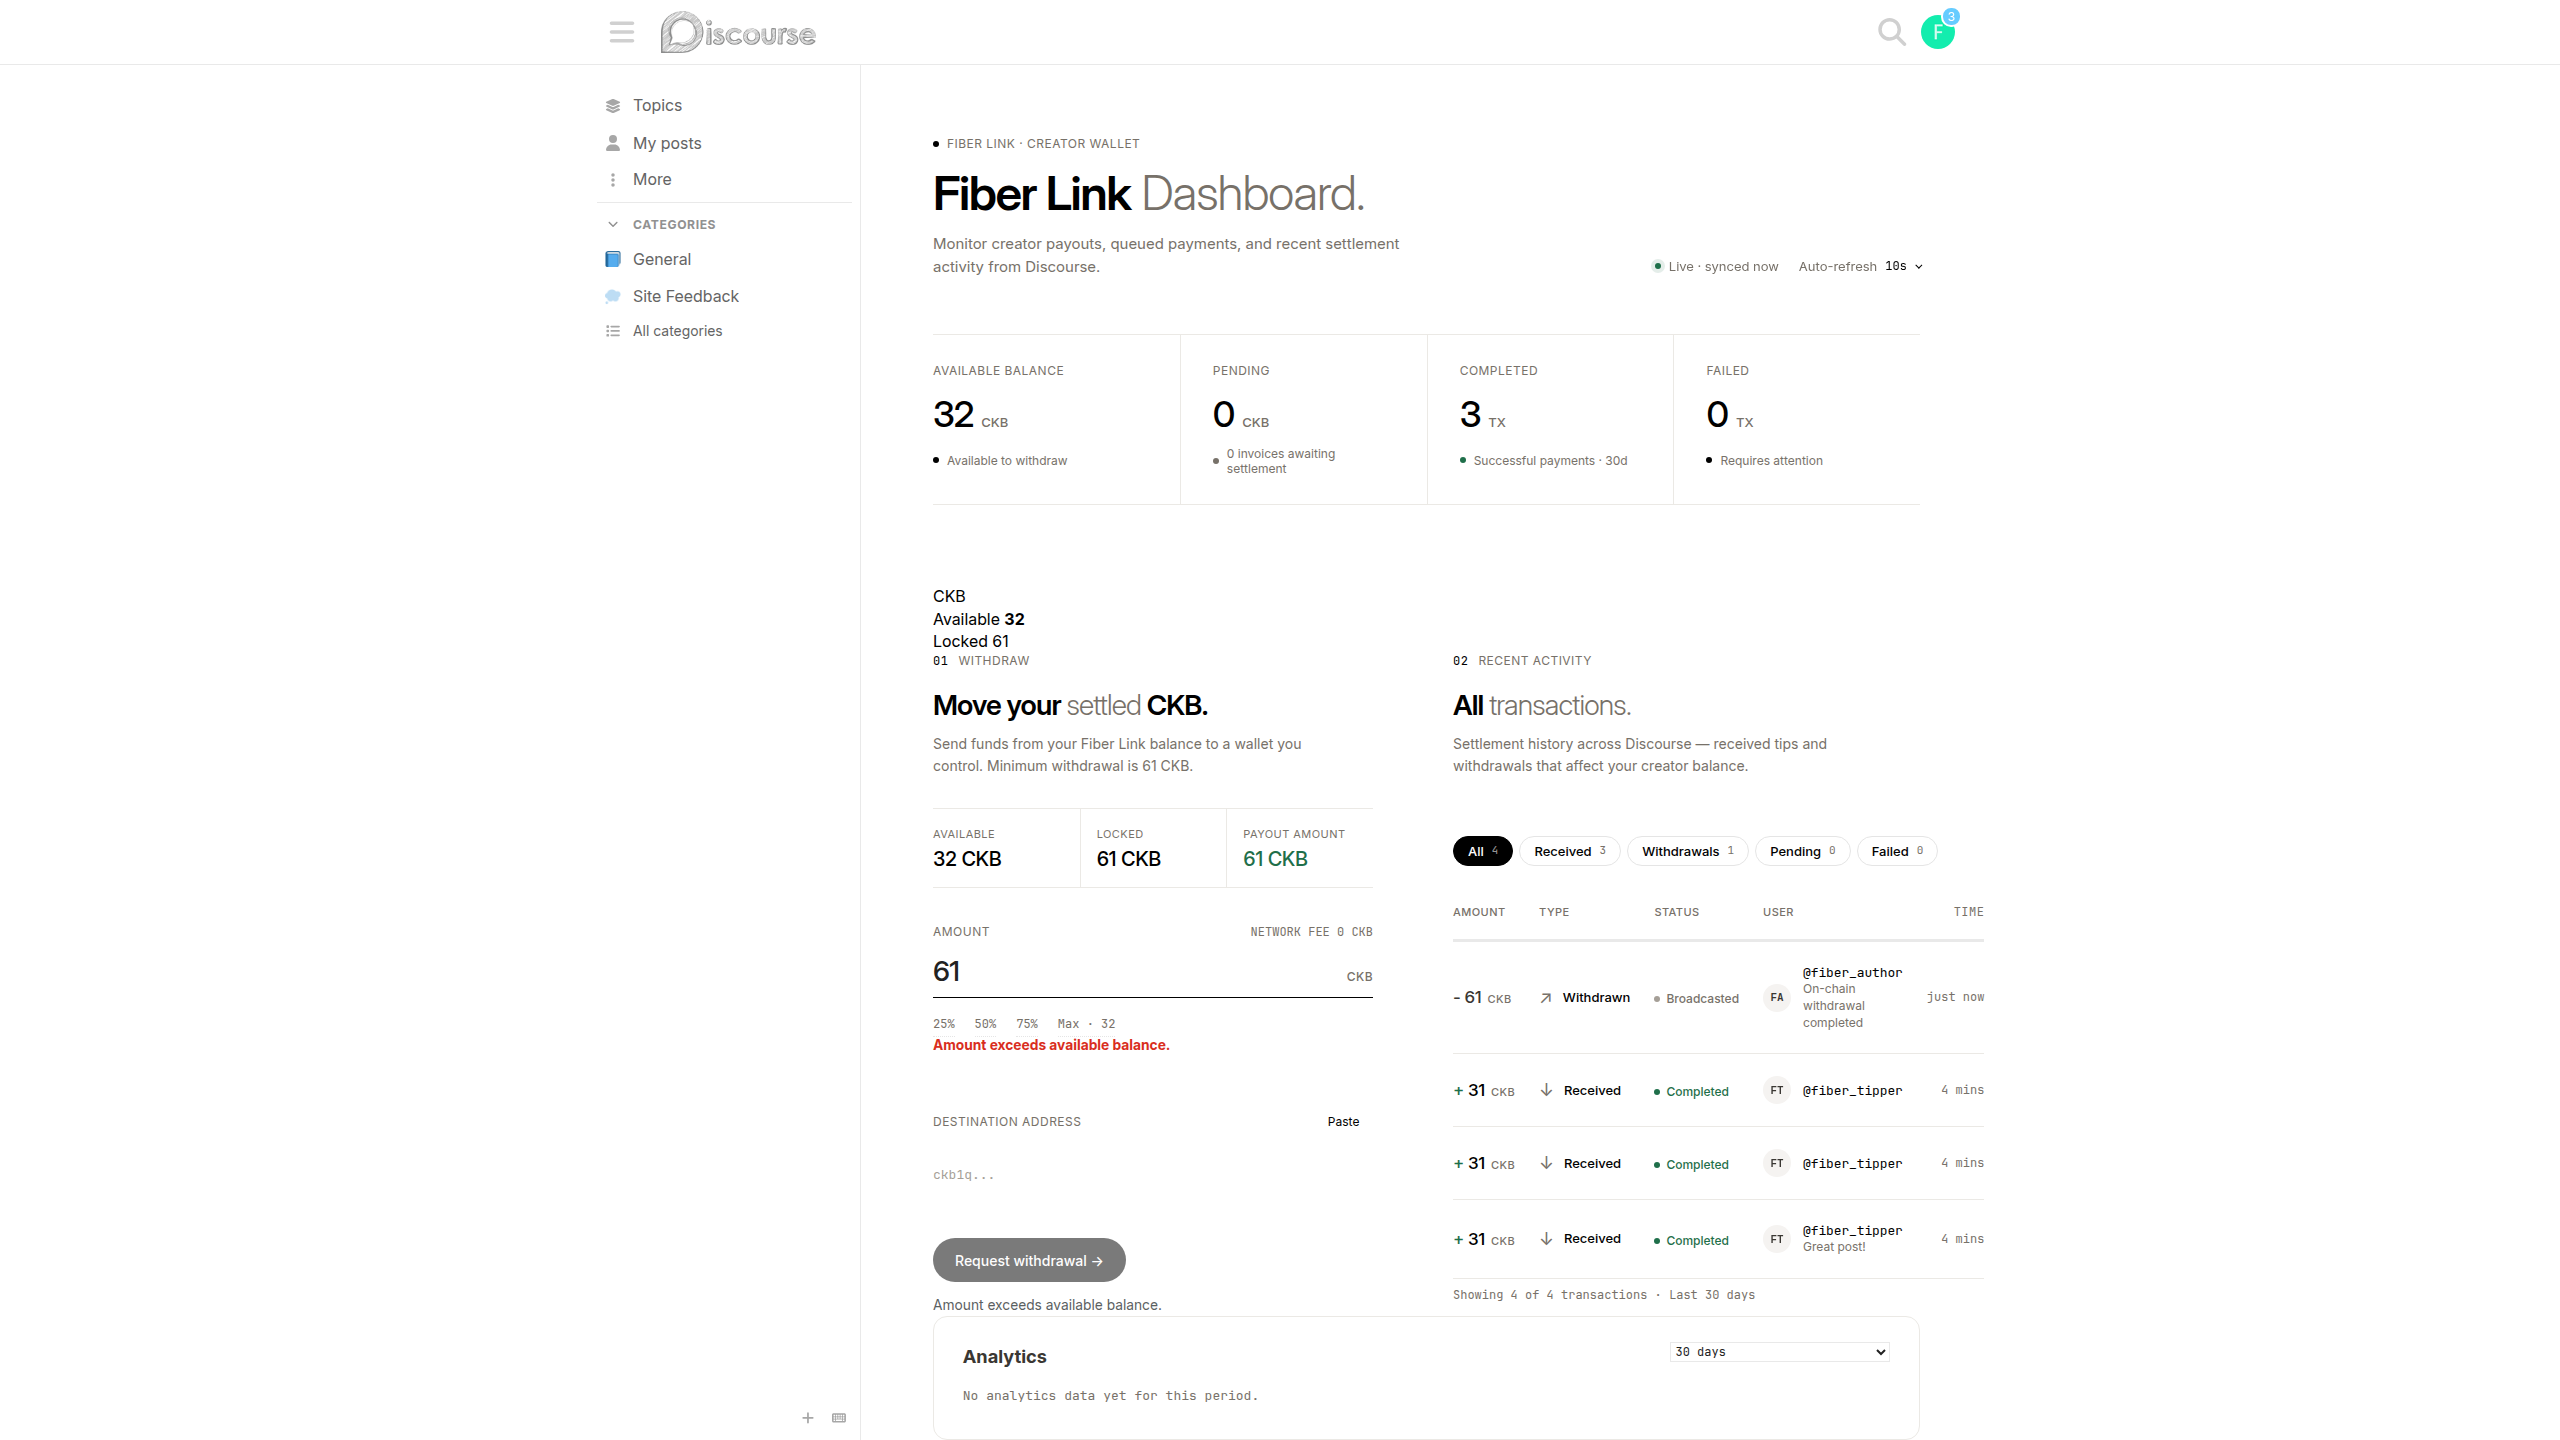 Discourse
F
3
Topics
My posts
More
CATEGORIES
General
Site Feedback
All categories
FIBER LINK · CREATOR WALLET
Fiber Link Dashboard.
Monitor creator payouts, queued payments, and recent settlement
activity from Discourse.
Live · synced now Auto-refresh 10s
AVAILABLE BALANCE
32 CKB
Available to withdraw
PENDING
0 CKB
0 invoices awaiting
settlement
COMPLETED
3 TX
Successful payments · 30d
FAILED
0 TX
Requires attention
CKB
Available 32
Locked 61
01 WITHDRAW
Move your settled CKB.
Send funds from your Fiber Link balance to a wallet you
control. Minimum withdrawal is 61 CKB.
AVAILABLE
32 CKB
LOCKED
61 CKB
PAYOUT AMOUNT
61 CKB
AMOUNT NETWORK FEE 0 CKB
61 CKB
25% 50% 75% Max · 32
Amount exceeds available balance.
DESTINATION ADDRESS Paste
ckb1q...
Request withdrawal →
Amount exceeds available balance.
02 RECENT ACTIVITY
All transactions.
Settlement history across Discourse — received tips and
withdrawals that affect your creator balance.
All 4 Received 3 Withdrawals 1 Pending 0 Failed 0
AMOUNT TYPE STATUS USER TIME
- 61 CKB ↗ Withdrawn Broadcasted FA @fiber_author just now
On-chain
withdrawal
completed
+ 31 CKB ↓ Received Completed FT @fiber_tipper 4 mins
+ 31 CKB ↓ Received Completed FT @fiber_tipper 4 mins
+ 31 CKB ↓ Received Completed FT @fiber_tipper 4 mins
Great post!
Showing 4 of 4 transactions · Last 30 days
Analytics 30 days
No analytics data yet for this period.